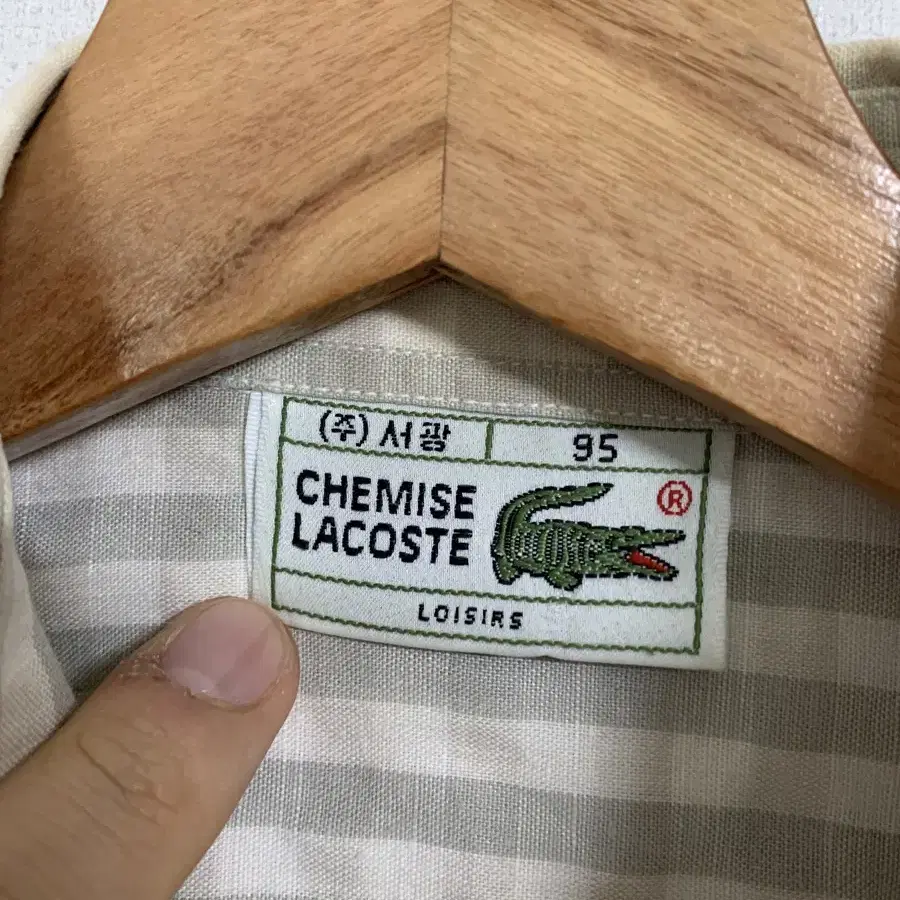 (주) 서광 95
CHEMISE
LACOSTE ®
LOISIRS